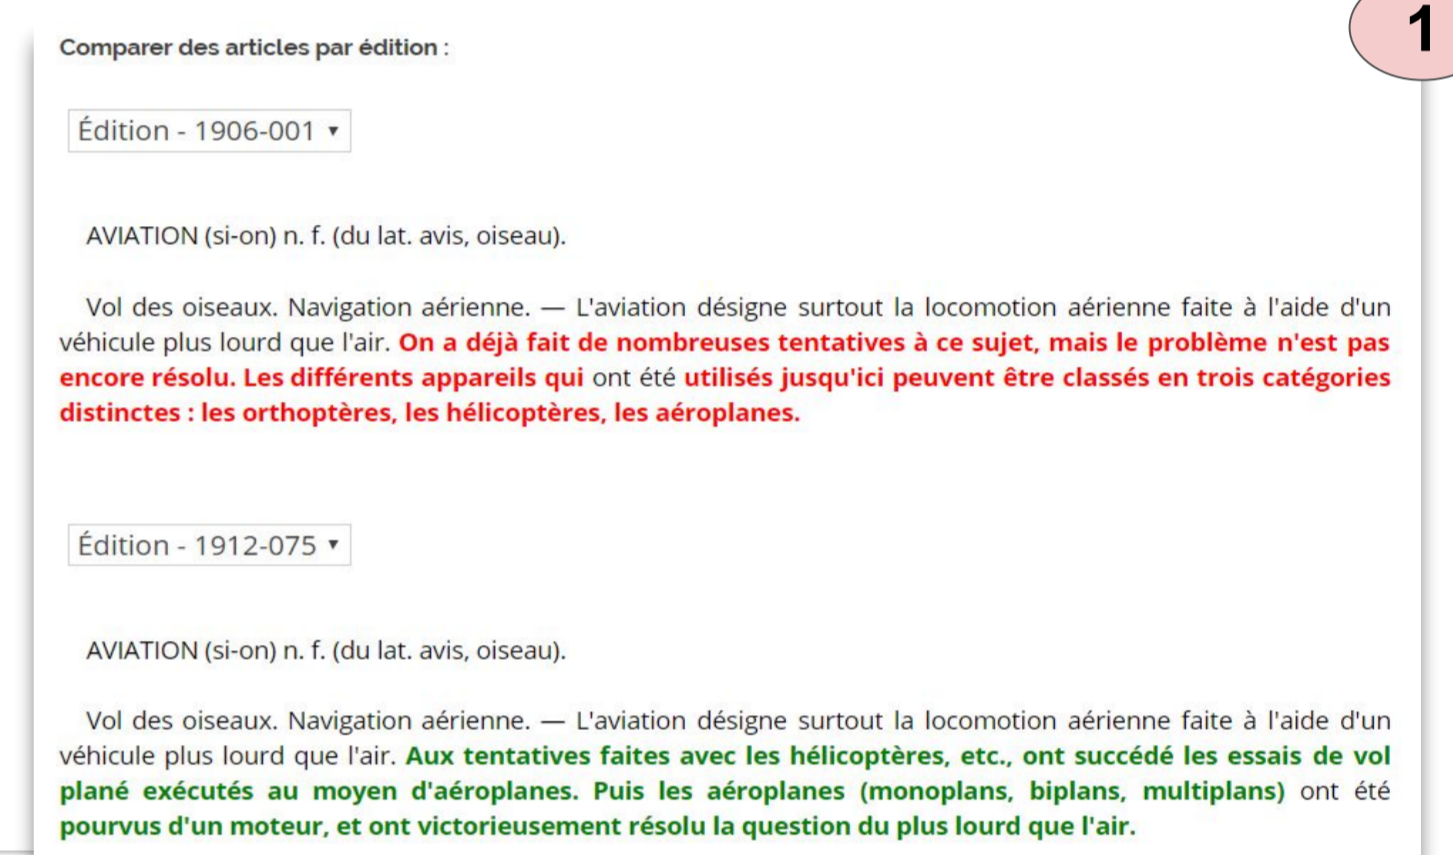 1
Comparer des articles par édition :
Édition - 1906-001 ▾
AVIATION (si-on) n. f. (du lat. avis, oiseau).
Vol des oiseaux. Navigation aérienne. — L'aviation désigne surtout la locomotion aérienne faite à l'aide d'un
véhicule plus lourd que l'air. On a déjà fait de nombreuses tentatives à ce sujet, mais le problème n'est pas
encore résolu. Les différents appareils qui ont été utilisés jusqu'ici peuvent être classés en trois catégories
distinctes : les orthoptères, les hélicoptères, les aéroplanes.
Édition - 1912-075 ▾
AVIATION (si-on) n. f. (du lat. avis, oiseau).
Vol des oiseaux. Navigation aérienne. — L'aviation désigne surtout la locomotion aérienne faite à l'aide d'un
véhicule plus lourd que l'air. Aux tentatives faites avec les hélicoptères, etc., ont succédé les essais de vol
plané exécutés au moyen d'aéroplanes. Puis les aéroplanes (monoplans, biplans, multiplans) ont été
pourvus d'un moteur, et ont victorieusement résolu la question du plus lourd que l'air.